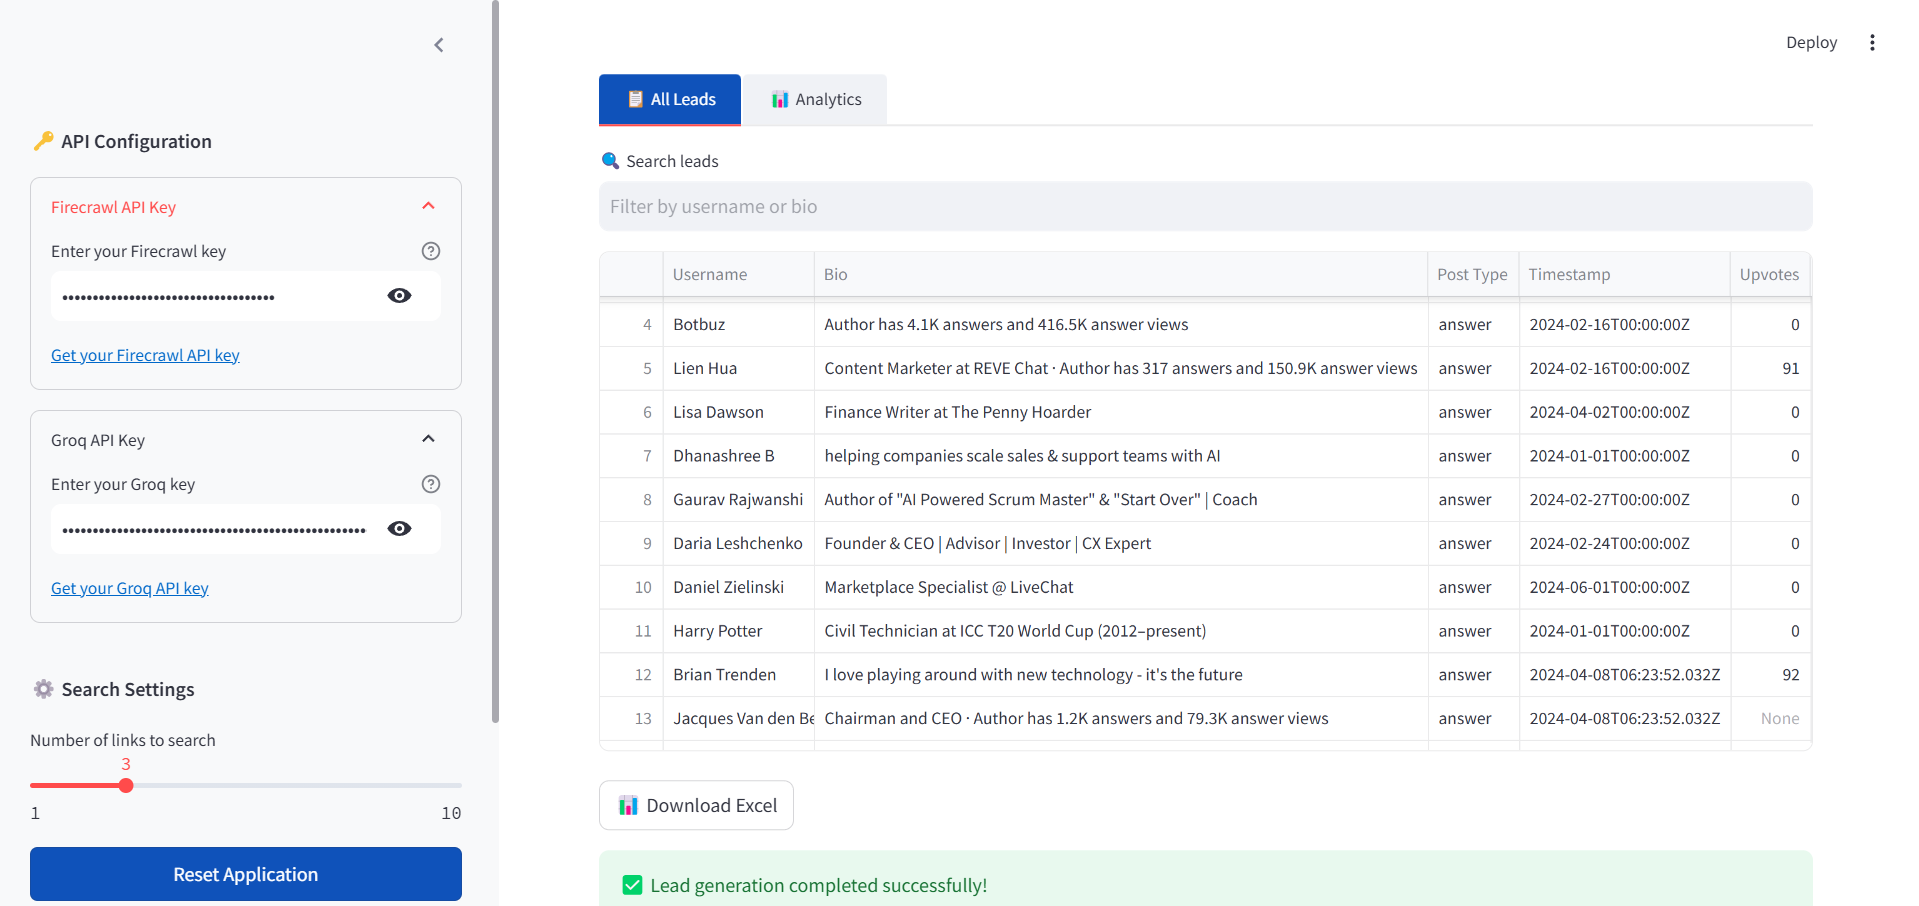 API Configuration
Firecrawl API Key
Enter your Firecrawl key
••••••••••••••••••••••••••••••••••••
Get your Firecrawl API key
Groq API Key
Enter your Groq key
Get your Groq API key
Search Settings
Number of links to search
3
1 10
Reset Application
Deploy
All Leads Analytics
Search leads
Filter by username or bio
Username Bio Post Type Timestamp Upvotes
4 Botbuz Author has 4.1K answers and 416.5K answer views answer 2024-02-16T00:00:00Z 0
5 Lien Hua Content Marketer at REVE Chat · Author has 317 answers and 150.9K answer views answer 2024-02-16T00:00:00Z 91
6 Lisa Dawson Finance Writer at The Penny Hoarder answer 2024-04-02T00:00:00Z 0
7 Dhanashree B helping companies scale sales & support teams with AI answer 2024-01-01T00:00:00Z 0
8 Gaurav Rajwanshi Author of "AI Powered Scrum Master" & "Start Over" | Coach answer 2024-02-27T00:00:00Z 0
9 Daria Leshchenko Founder & CEO | Advisor | Investor | CX Expert answer 2024-02-24T00:00:00Z 0
10 Daniel Zielinski Marketplace Specialist @ LiveChat answer 2024-06-01T00:00:00Z 0
11 Harry Potter Civil Technician at ICC T20 World Cup (2012–present) answer 2024-01-01T00:00:00Z 0
12 Brian Trenden I love playing around with new technology - it's the future answer 2024-04-08T06:23:52.032Z 92
13 Jacques Van den Be Chairman and CEO · Author has 1.2K answers and 79.3K answer views answer 2024-04-08T06:23:52.032Z None
Download Excel
Lead generation completed successfully!